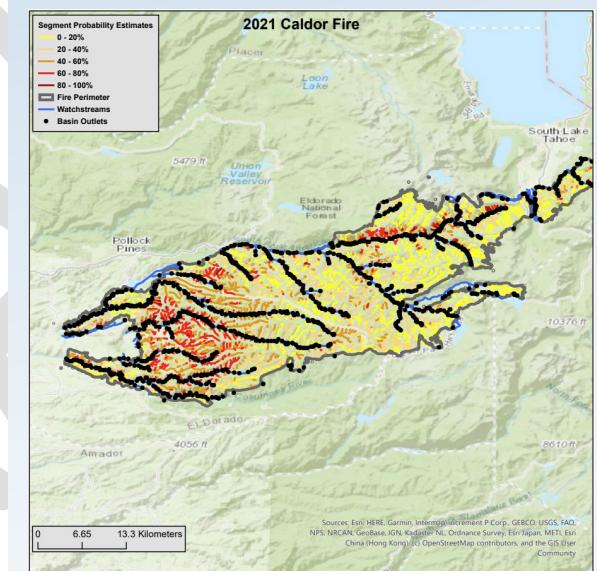 2021 Caldor Fire
Segment Probability Estimates
0 - 20%
20 - 40%
40 - 60%
60 - 80%
80 - 100%
Fire Perimeter
Watchstreams
Basin Outlets
Placer
Loon
Lake
South Lake
Tahoe
5479 ft
Union
Valley
Reservoir
Eldorado
National
Forest
Pollock
Pines
10376 ft
Cosumnes River
El Dorado
Amador
4056 ft
8610 ft
0 6.65 13.3 Kilometers
Sources: Esri, HERE, Garmin, Intermap, increment P Corp., GEBCO, USGS, FAO,
NPS, NRCAN, GeoBase, IGN, Kadaster NL, Ordnance Survey, Esri Japan, METI, Esri
China (Hong Kong), (c) OpenStreetMap contributors, and the GIS User
Community